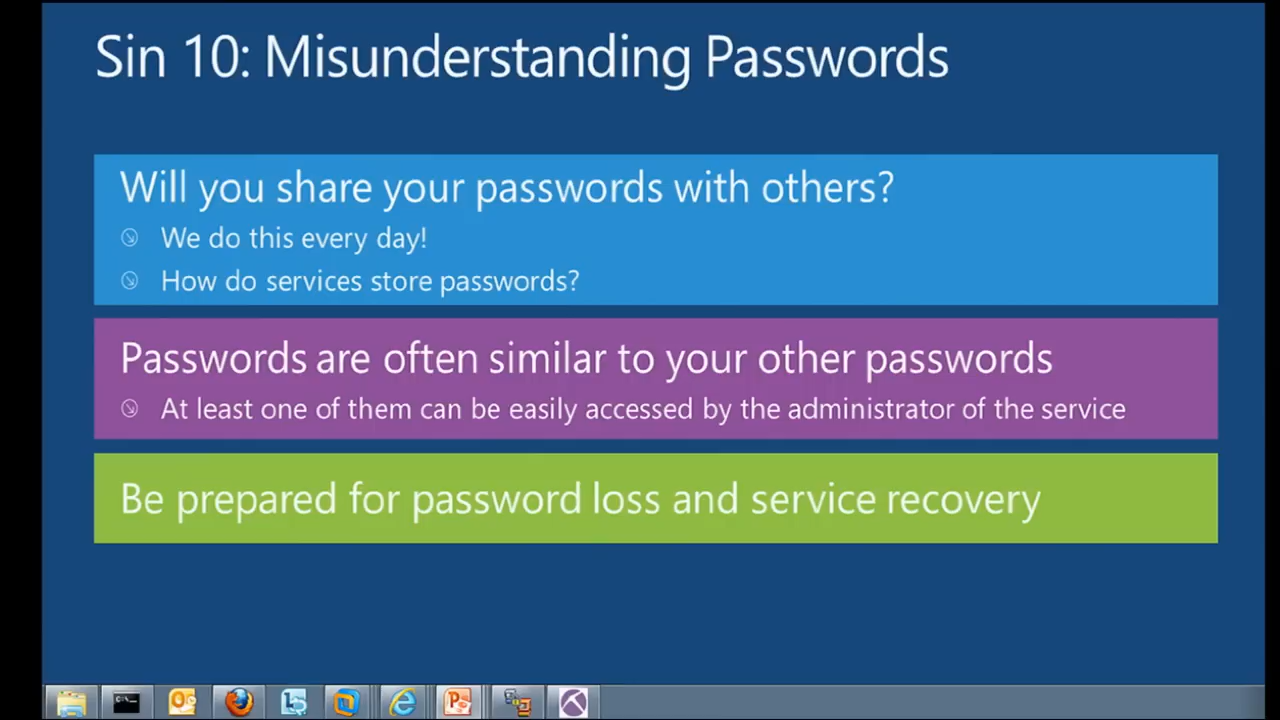 Sin 10: Misunderstanding Passwords
Will you share your passwords with others?
We do this every day!
How do services store passwords?
Passwords are often similar to your other passwords
At least one of them can be easily accessed by the administrator of the service
Be prepared for password loss and service recovery